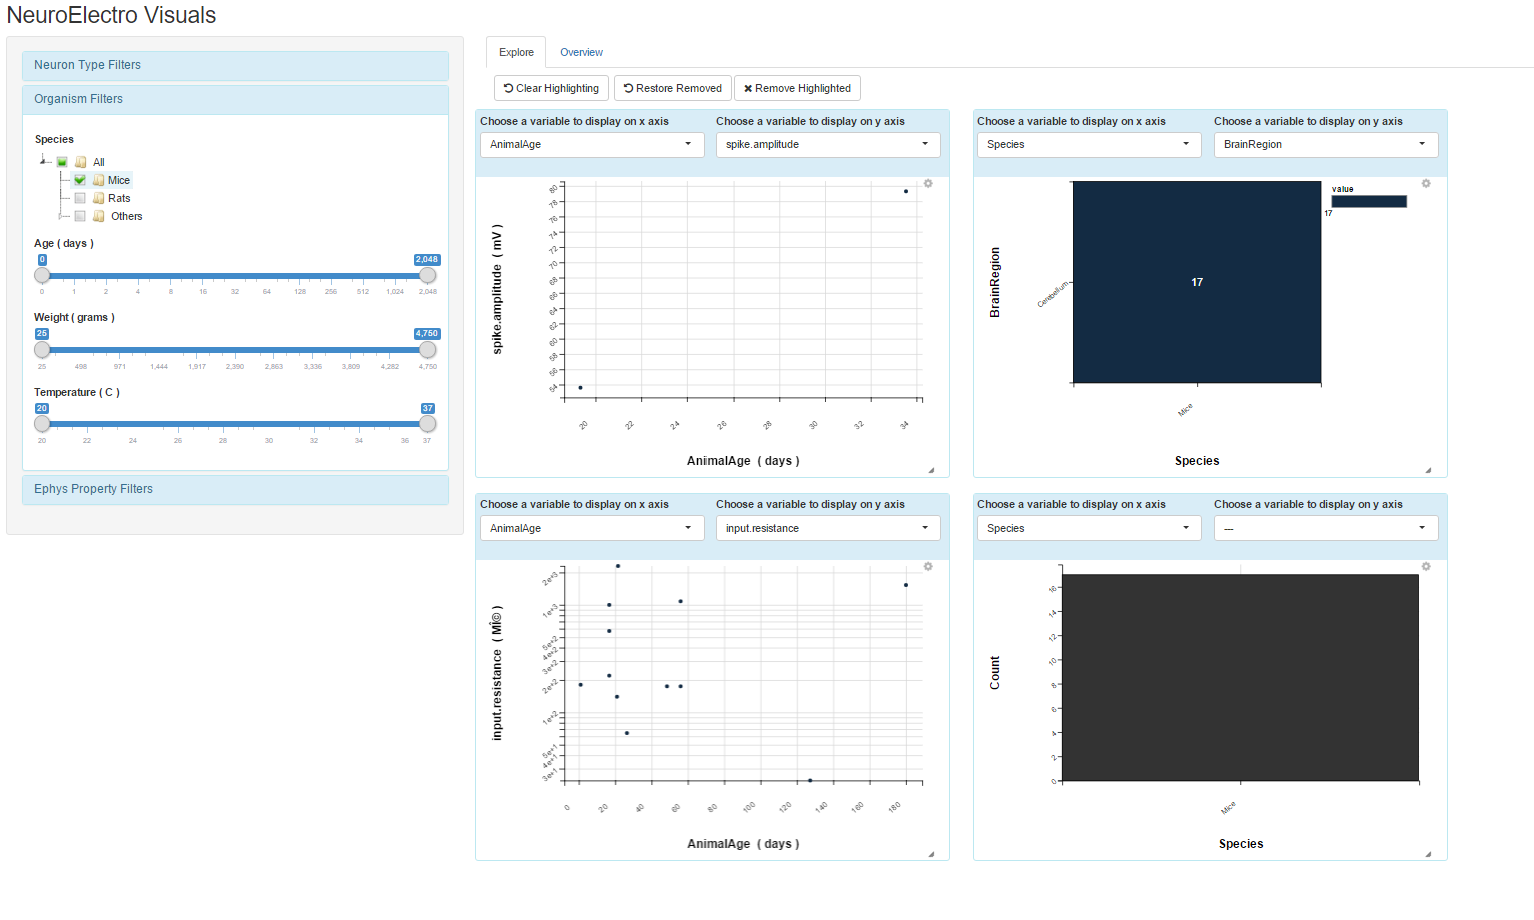 NeuroElectro Visuals
Neuron Type Filters
Organism Filters
Species
All
Mice
Rats
Others
Age ( days )
0 2,048
0 1 2 4 8 16 32 64 128 256 512 1,024 2,048
Weight ( grams )
25 4,750
25 498 971 1,444 1,917 2,390 2,863 3,336 3,809 4,282 4,750
Temperature ( C )
20 37
20 22 24 26 28 30 32 34 36 37
Ephys Property Filters
Explore Overview
Clear Highlighting Restore Removed Remove Highlighted
Choose a variable to display on x axis Choose a variable to display on y axis
AnimalAge spike.amplitude
80
78
76
74
72
70
68
66
64
62
60
58
56
54
spike.amplitude ( mV )
20 22 24 26 28 30 32 34
AnimalAge ( days )
Choose a variable to display on x axis Choose a variable to display on y axis
Species BrainRegion
value
17
BrainRegion
Cerebellum
17
Mice
Species
Choose a variable to display on x axis Choose a variable to display on y axis
AnimalAge input.resistance
2e+3
1e+3
5e+2
4e+2
3e+2
2e+2
1e+2
5e+1
4e+1
3e+1
input.resistance ( MÎ© )
0 20 40 60 80 100 120 140 160 180
AnimalAge ( days )
Choose a variable to display on x axis Choose a variable to display on y axis
Species ---
16
14
12
10
8
6
4
2
0
Count
Mice
Species